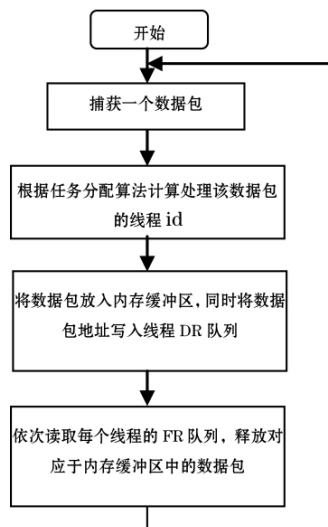 开始
捕获一个数据包
根据任务分配算法计算处理该数据包
的线程 id
将数据包放入内存缓冲区,同时将数据
包地址写入线程 DR 队列
依次读取每个线程的 FR 队列，释放对
应于内存缓冲区中的数据包